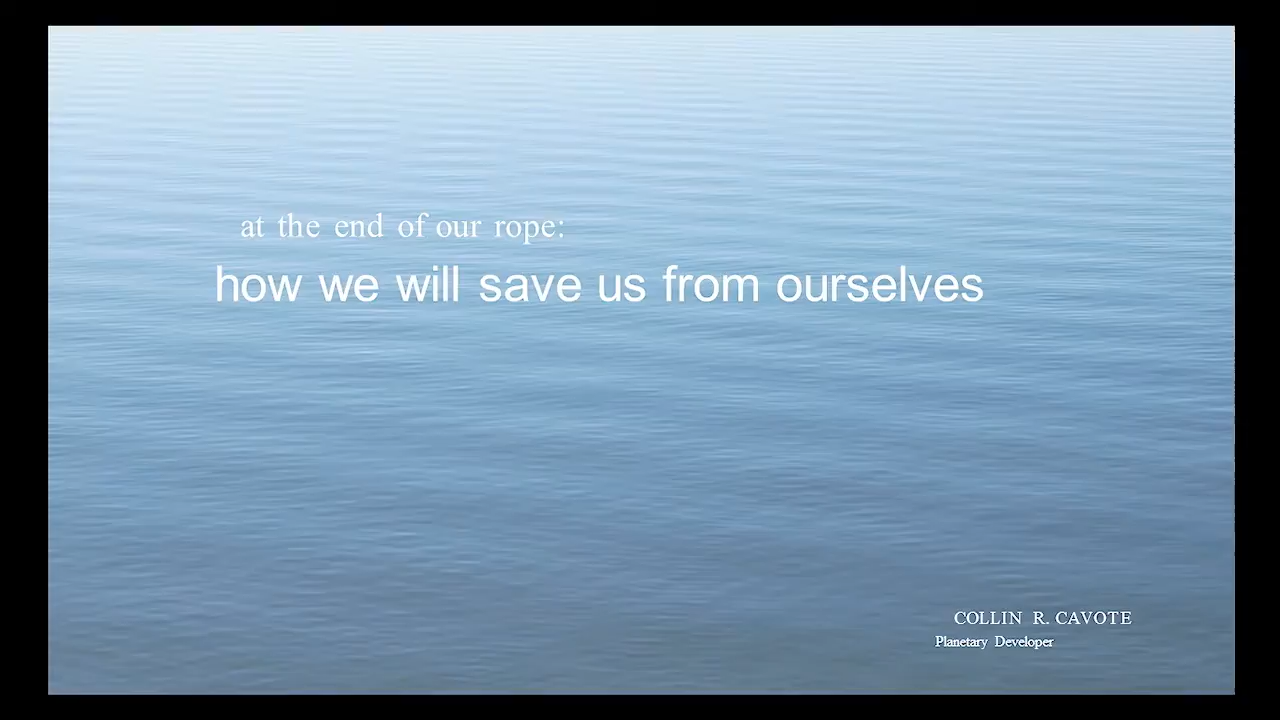 at the end of our rope:
how we will save us from ourselves
COLLIN R. CAVOTE
Planetary Developer